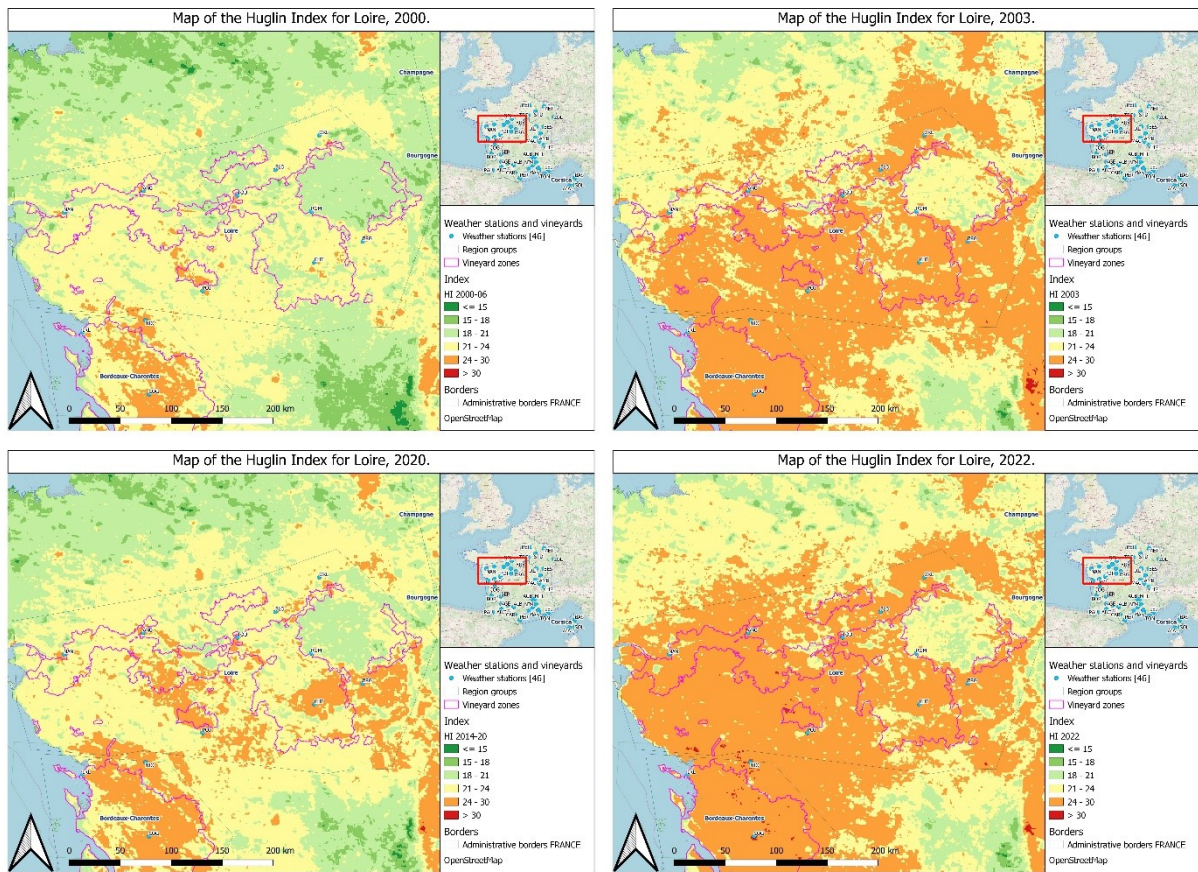 Map of the Huglin Index for Loire, 2000.
Champagne
Bourgogne
Loire
Bordeaux-Charentes
0 50 100 150 200 km
Corsica
Weather stations and vineyards
Weather stations [46]
Region groups
Vineyard zones
Index
HI 2000-06
<= 15
15 - 18
18 - 21
21 - 24
24 - 30
> 30
Borders
Administrative borders FRANCE
OpenStreetMap
Map of the Huglin Index for Loire, 2003.
Champagne
Bourgogne
Loire
Bordeaux-Charentes
0 50 100 150 200 km
Corsica
Weather stations and vineyards
Weather stations [46]
Region groups
Vineyard zones
Index
HI 2003
<= 15
15 - 18
18 - 21
21 - 24
24 - 30
> 30
Borders
Administrative borders FRANCE
OpenStreetMap
Map of the Huglin Index for Loire, 2020.
Champagne
Bourgogne
Loire
Bordeaux-Charentes
0 50 100 150 200 km
Corsica
Weather stations and vineyards
Weather stations [46]
Region groups
Vineyard zones
Index
HI 2014-20
<= 15
15 - 18
18 - 21
21 - 24
24 - 30
> 30
Borders
Administrative borders FRANCE
OpenStreetMap
Map of the Huglin Index for Loire, 2022.
Champagne
Bourgogne
Loire
Bordeaux-Charentes
0 50 100 150 200 km
Corsica
Weather stations and vineyards
Weather stations [46]
Region groups
Vineyard zones
Index
HI 2022
<= 15
15 - 18
18 - 21
21 - 24
24 - 30
> 30
Borders
Administrative borders FRANCE
OpenStreetMap